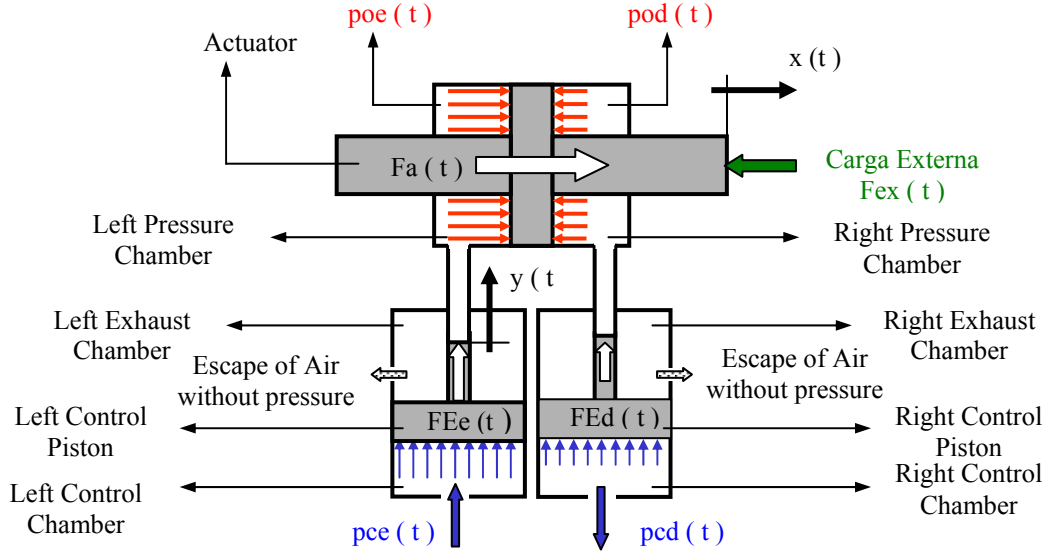 poe ( t )
pod ( t )
Actuator
x (t )
Fa ( t )
Carga Externa
Fex ( t )
Left Pressure
Chamber
Right Pressure
Chamber
y ( t
Left Exhaust
Chamber
Right Exhaust
Chamber
Escape of Air
without pressure
Escape of Air
without pressure
Left Control
Piston
FEe (t )
FEd ( t )
Right Control
Piston
Left Control
Chamber
Right Control
Chamber
pce ( t )
pcd ( t )